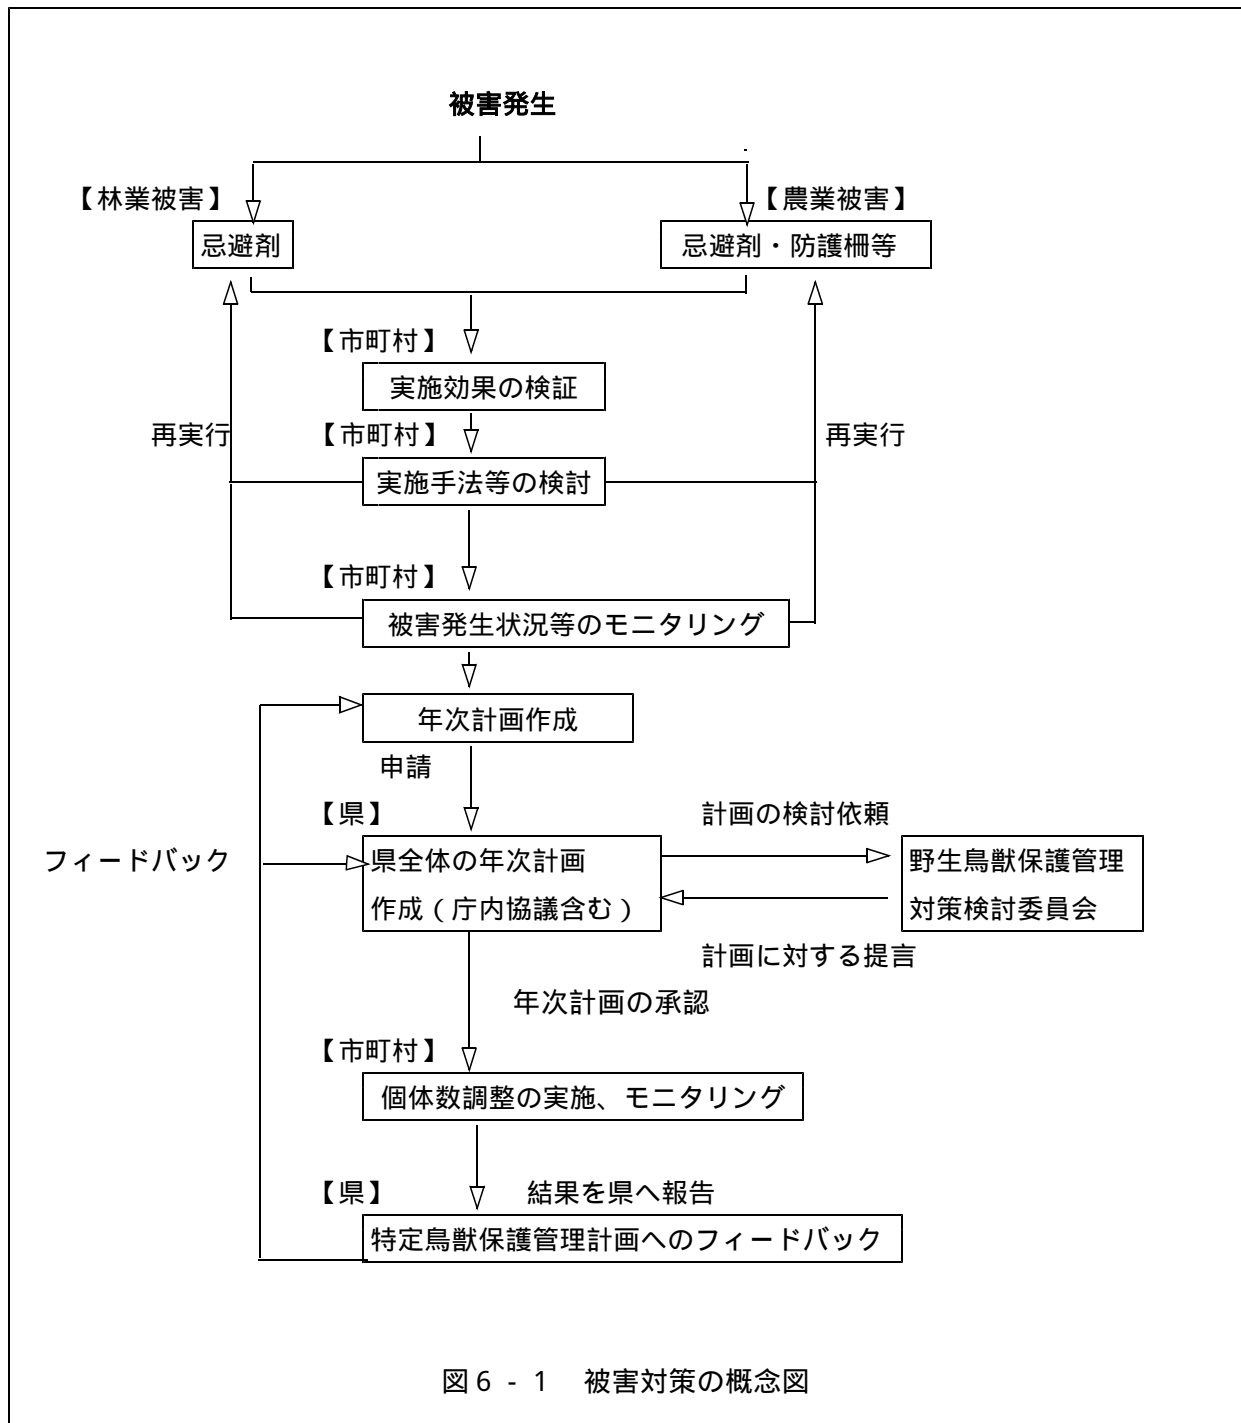 被害発生
【林業被害】
【農業被害】
忌避剤
忌避剤・防護柵等
【市町村】
実施効果の検証
再実行
【市町村】
再実行
実施手法等の検討
【市町村】
被害発生状況等のモニタリング
年次計画作成
申請
【県】
計画の検討依頼
フィードバック
県全体の年次計画
作成（庁内協議含む）
野生鳥獣保護管理
対策検討委員会
計画に対する提言
年次計画の承認
【市町村】
個体数調整の実施、モニタリング
【県】
結果を県へ報告
特定鳥獣保護管理計画へのフィードバック
図６－１　被害対策の概念図